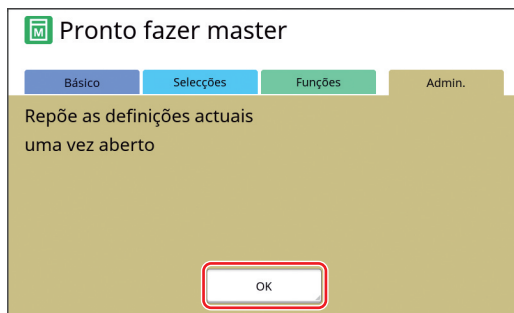 M
Pronto fazer master
Básico Selecções Funções Admin.
Repõe as definições actuais
uma vez aberto
OK